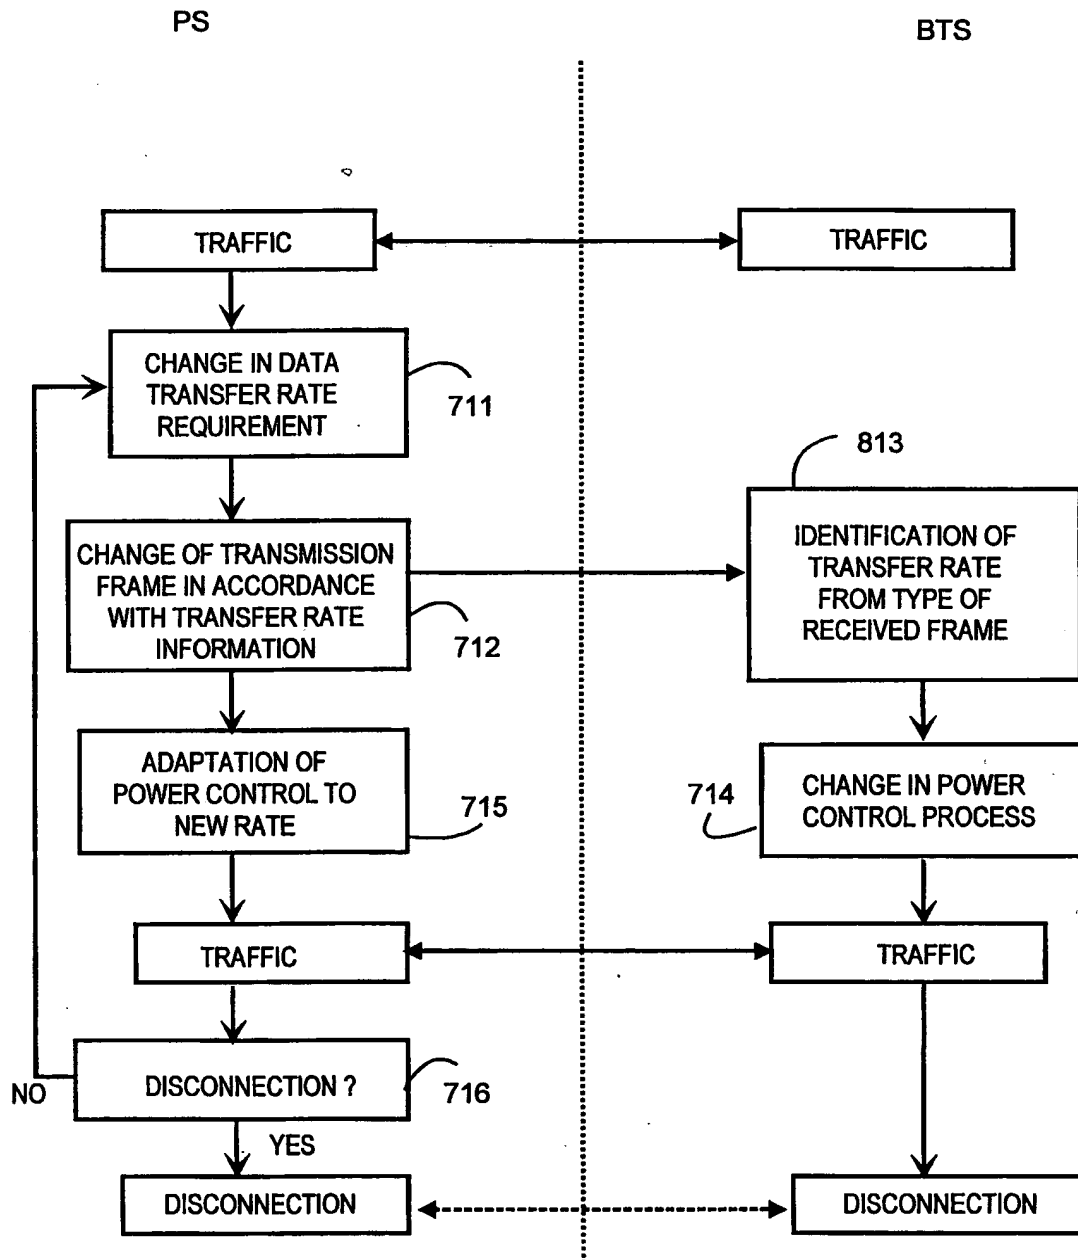 PS
BTS
TRAFFIC
TRAFFIC
CHANGE IN DATA
TRANSFER RATE
REQUIREMENT
711
813
CHANGE OF TRANSMISSION
FRAME IN ACCORDANCE
WITH TRANSFER RATE
INFORMATION
712
IDENTIFICATION OF
TRANSFER RATE
FROM TYPE OF
RECEIVED FRAME
ADAPTATION OF
POWER CONTROL TO
NEW RATE
715
714
CHANGE IN POWER
CONTROL PROCESS
TRAFFIC
TRAFFIC
NO
DISCONNECTION ?
716
YES
DISCONNECTION
DISCONNECTION